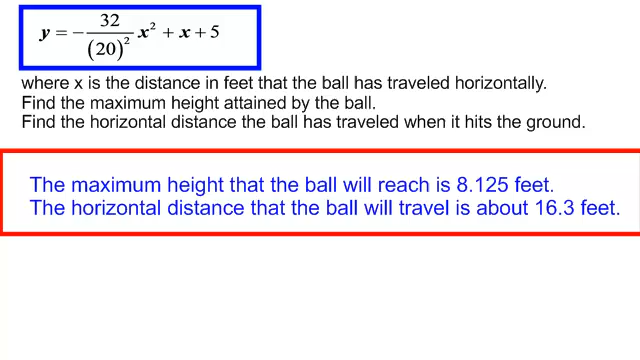 y = -\frac{32}{(20)^2} x^2 + x + 5
where x is the distance in feet that the ball has traveled horizontally.
Find the maximum height attained by the ball.
Find the horizontal distance the ball has traveled when it hits the ground.
The maximum height that the ball will reach is 8.125 feet.
The horizontal distance that the ball will travel is about 16.3 feet.